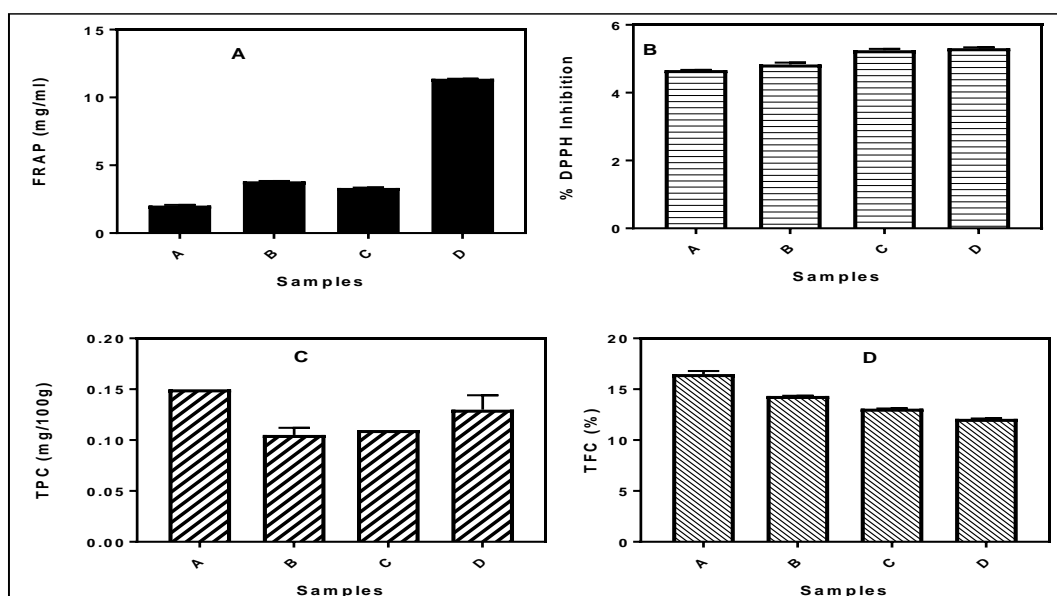 A
FRAP (mg/ml)
15
10
5
0
A B C D
Samples
B
% DPPH Inhibition
6
4
2
0
A B C D
Samples
C
TPC (mg/100g)
0.20
0.15
0.10
0.05
0.00
A B C D
Samples
D
TFC (%)
20
15
10
5
0
A B C D
Samples